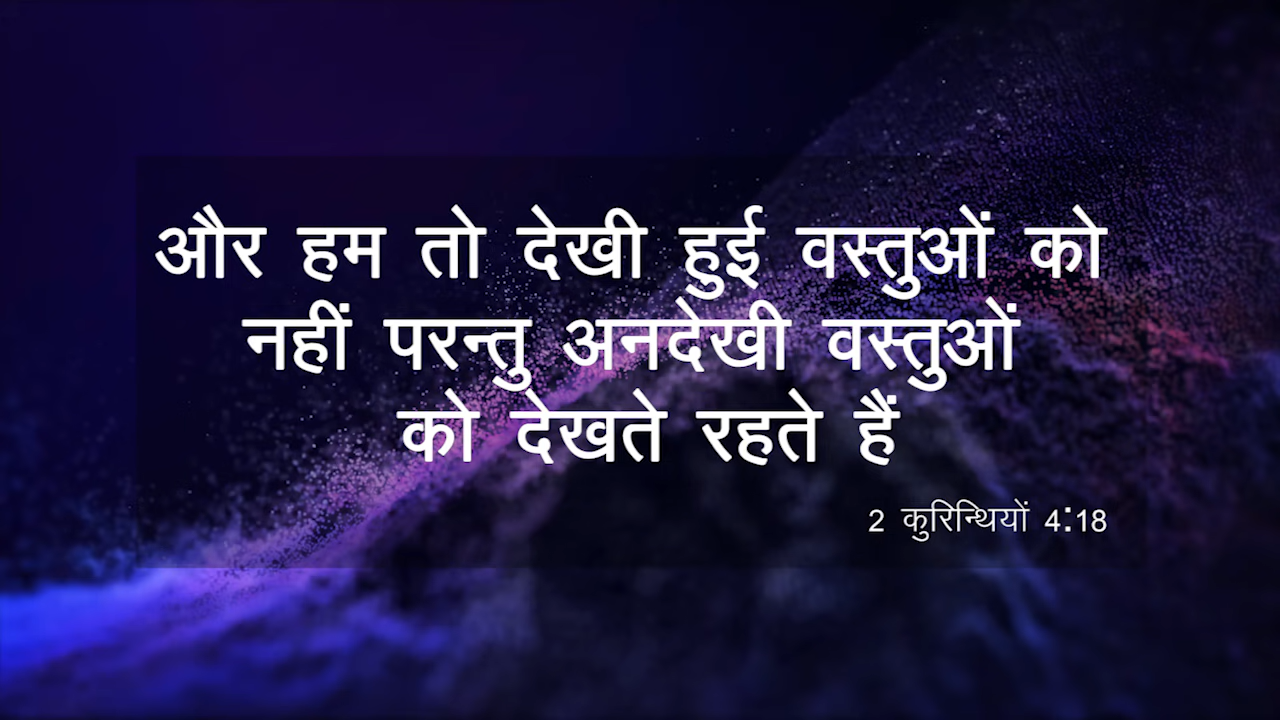 और हम तो देखी हुई वस्तुओं को
नहीं परन्तु अनदेखी वस्तुओं
को देखते रहते हैं
2 कुरिन्थियों 4:18